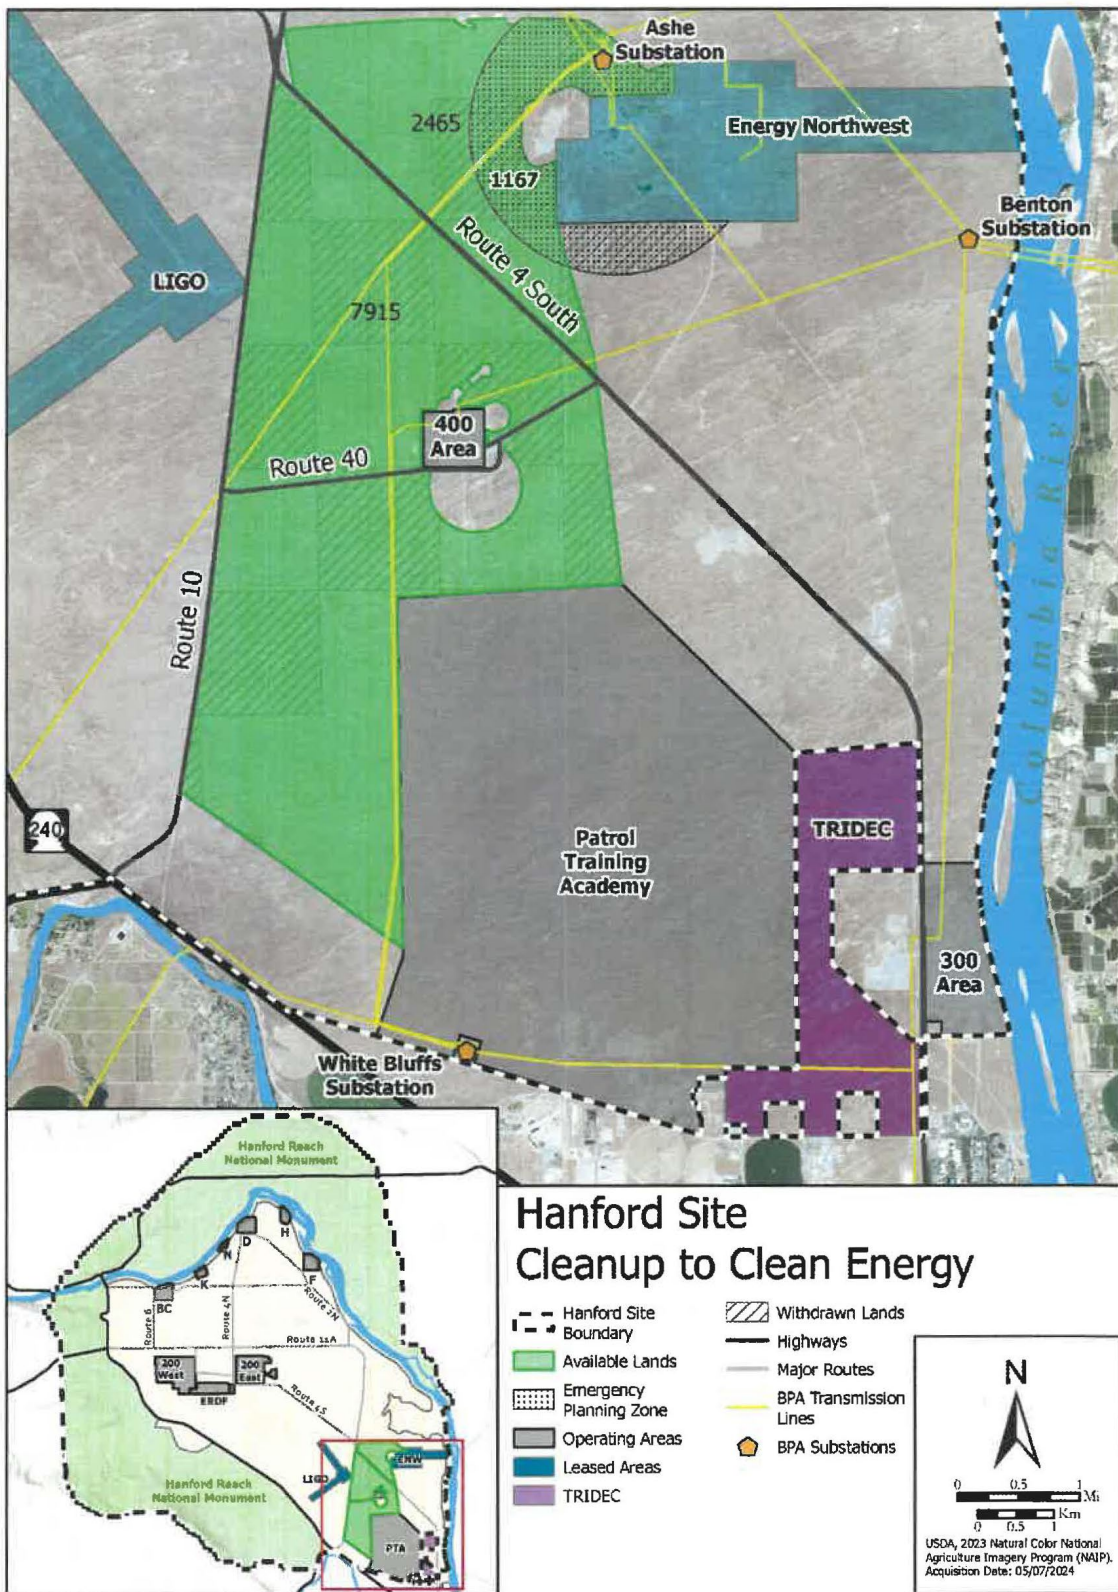 Ashe
Substation
2465
Energy Northwest
1167
Benton
Substation
Route 4 South
LIGO
7915
400
Area
Route 40
Columbia River
Route 10
240
Patrol
Training
Academy
TRIDEC
300
Area
White Bluffs
Substation
Hanford Reach
National Monument
H
D
N
K
F
BC
Route 6
Route 4N
Route 2N
Route 11A
200
West
200
East
ERDF
Route 4S
LIGO
ENW
Hanford Reach
National Monument
PTA
Hanford Site
Cleanup to Clean Energy
Hanford Site
Boundary
Available Lands
Emergency
Planning Zone
Operating Areas
Leased Areas
TRIDEC
Withdrawn Lands
Highways
Major Routes
BPA Transmission
Lines
BPA Substations
N
0 0.5 1
Mi
Km
0 0.5 1
USDA, 2023 Natural Color National
Agriculture Imagery Program (NAIP).
Acquisition Date: 05/07/2024